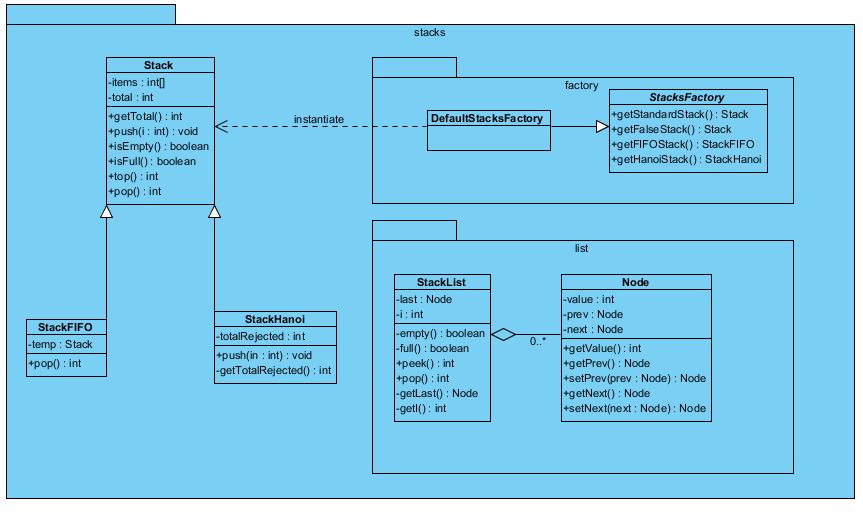 stacks
Stack
-items : int[]
-total : int
+getTotal() : int
+push(i : int) : void
+isEmpty() : boolean
+isFull() : boolean
+top() : int
+pop() : int
instantiate
factory
DefaultStacksFactory
StacksFactory
+getStandardStack() : Stack
+getFalseStack() : Stack
+getFIFOStack() : StackFIFO
+getHanoiStack() : StackHanoi
StackFIFO
-temp : Stack
+pop() : int
StackHanoi
-totalRejected : int
+push(in : int) : void
-getTotalRejected() : int
list
StackList
-last : Node
-i : int
-empty() : boolean
-full() : boolean
+peek() : int
+pop() : int
-getLast() : Node
-getI() : int
0..*
Node
-value : int
-prev : Node
-next : Node
+getValue() : int
+getPrev() : Node
+setPrev(prev : Node) : Node
+getNext() : Node
+setNext(next : Node) : Node